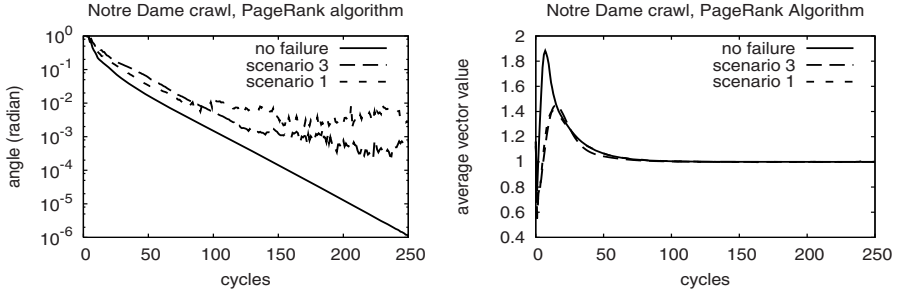 Notre Dame crawl, PageRank algorithm
10^0
10^-1
10^-2
10^-3
10^-4
10^-5
10^-6
angle (radian)
no failure
scenario 3
scenario 1
0 50 100 150 200 250
cycles
Notre Dame crawl, PageRank Algorithm
2
1.8
1.6
1.4
1.2
1
0.8
0.6
0.4
average vector value
no failure
scenario 3
scenario 1
0 50 100 150 200 250
cycles